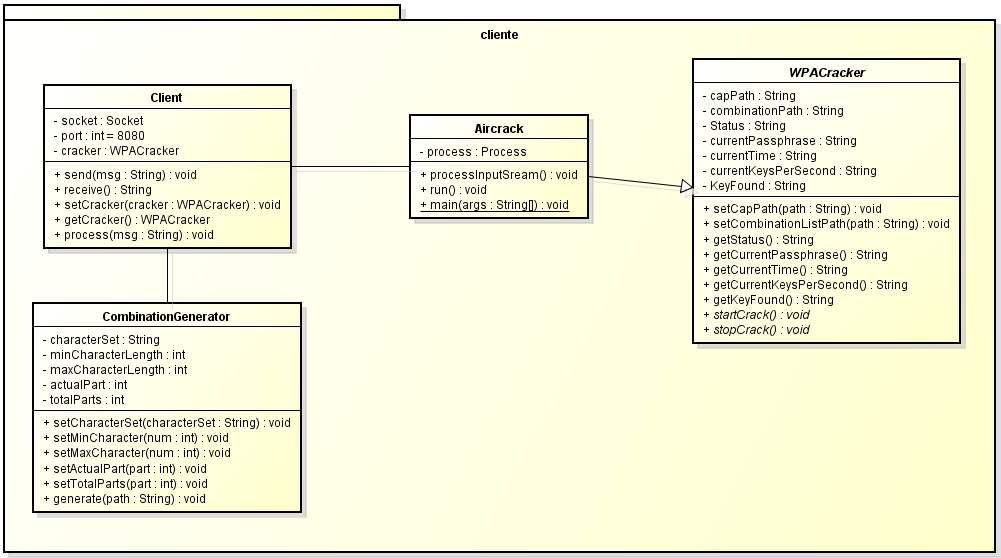 cliente
Client
- socket : Socket
- port : int = 8080
- cracker : WPACracker
+ send(msg : String) : void
+ receive() : String
+ setCracker(cracker : WPACracker) : void
+ getCracker() : WPACracker
+ process(msg : String) : void
Aircrack
- process : Process
+ processInputSream() : void
+ run() : void
+ main(args : String[]) : void
WPACracker
- capPath : String
- combinationPath : String
- Status : String
- currentPassphrase : String
- currentTime : String
- currentKeysPerSecond : String
- KeyFound : String
+ setCapPath(path : String) : void
+ setCombinationListPath(path : String) : void
+ getStatus() : String
+ getCurrentPassphrase() : String
+ getCurrentTime() : String
+ getCurrentKeysPerSecond() : String
+ getKeyFound() : String
+ startCrack() : void
+ stopCrack() : void
CombinationGenerator
- characterSet : String
- minCharacterLength : int
- maxCharacterLength : int
- actualPart : int
- totalParts : int
+ setCharacterSet(characterSet : String) : void
+ setMinCharacter(num : int) : void
+ setMaxCharacter(num : int) : void
+ setActualPart(part : int) : void
+ setTotalParts(part : int) : void
+ generate(path : String) : void